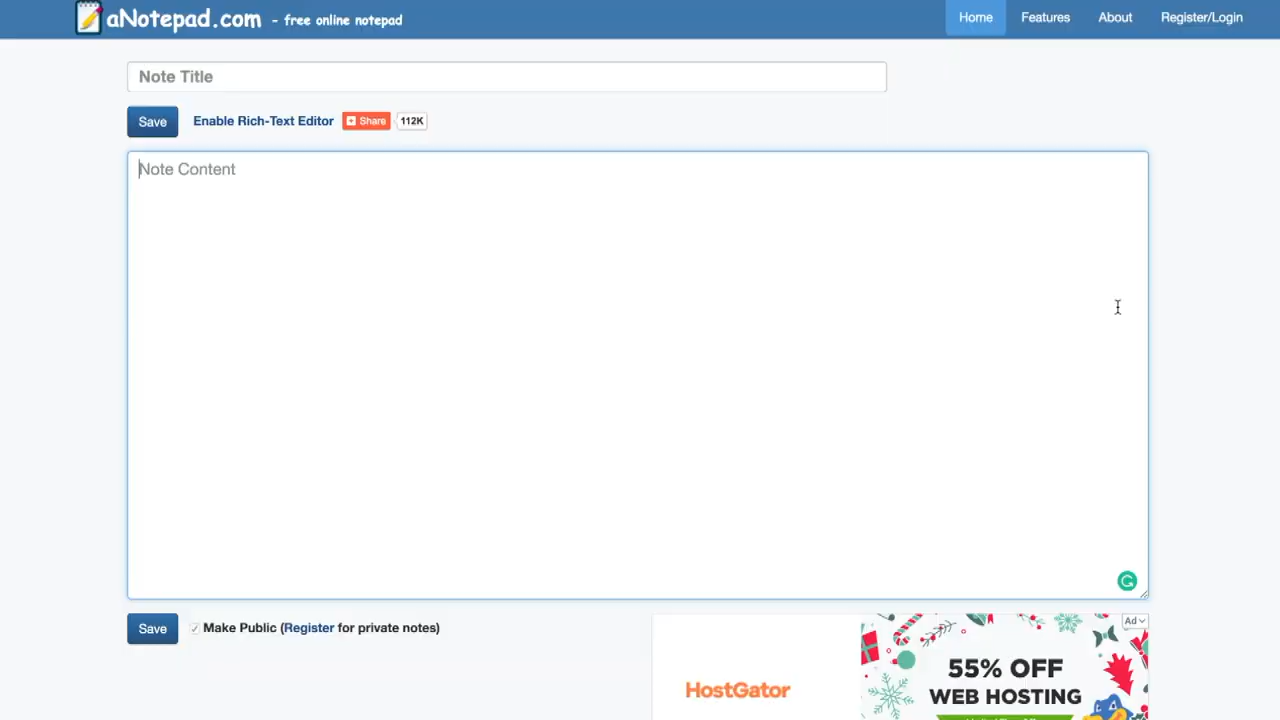 aNotepad.com - free online notepad
Home Features About Register/Login
Note Title
Save Enable Rich-Text Editor Share 112K
Note Content
Save Make Public (Register for private notes)
Ad
HostGator
55% OFF
WEB HOSTING